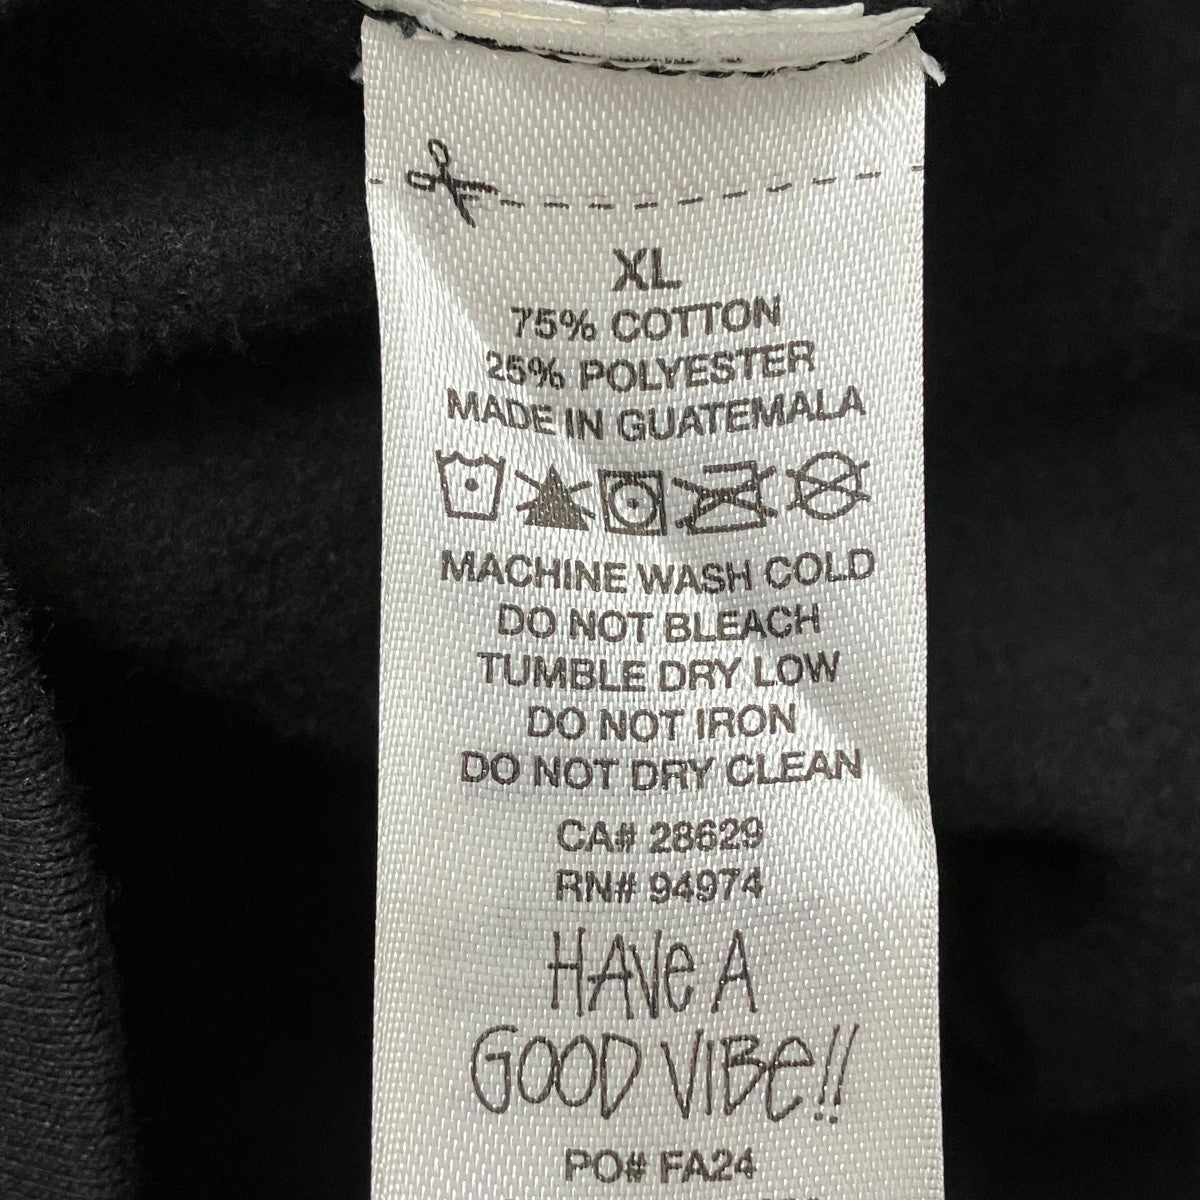 XL
75% COTTON
25% POLYESTER
MADE IN GUATEMALA
MACHINE WASH COLD
DO NOT BLEACH
TUMBLE DRY LOW
DO NOT IRON
DO NOT DRY CLEAN
CA# 28629
RN# 94974
HAVe A
GOOD VIBe!!
PO# FA24